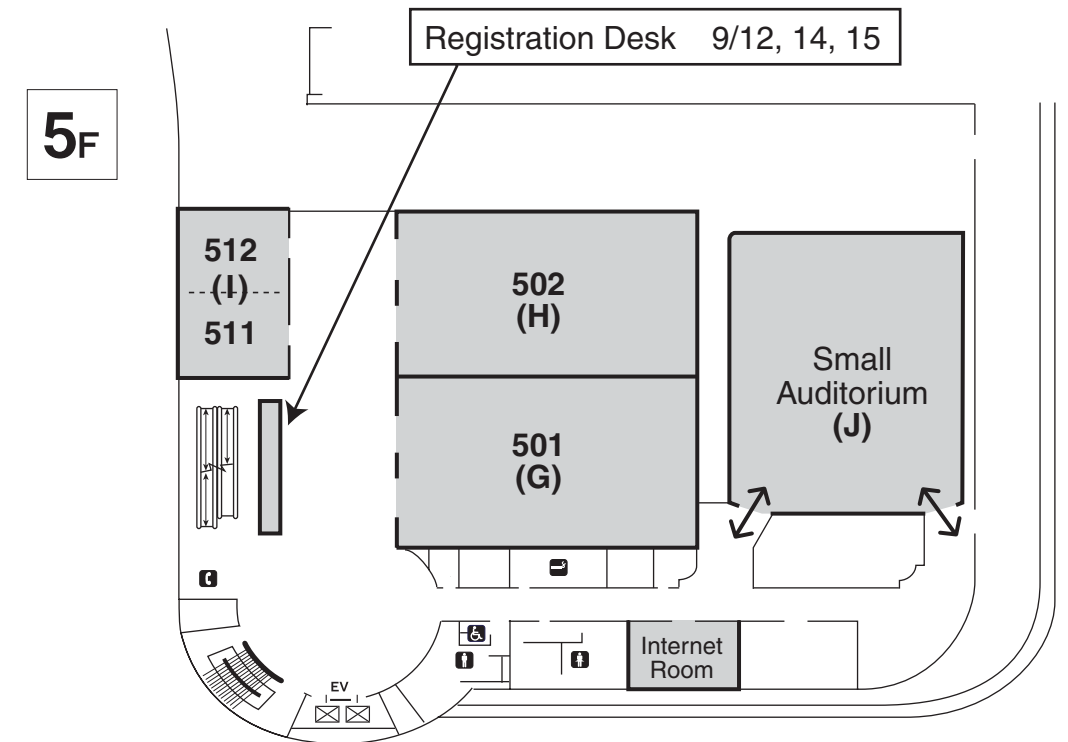 Registration Desk 9/12, 14, 15
5F
512
(I)
511
502
(H)
501
(G)
Small
Auditorium
(J)
Internet
Room
EV